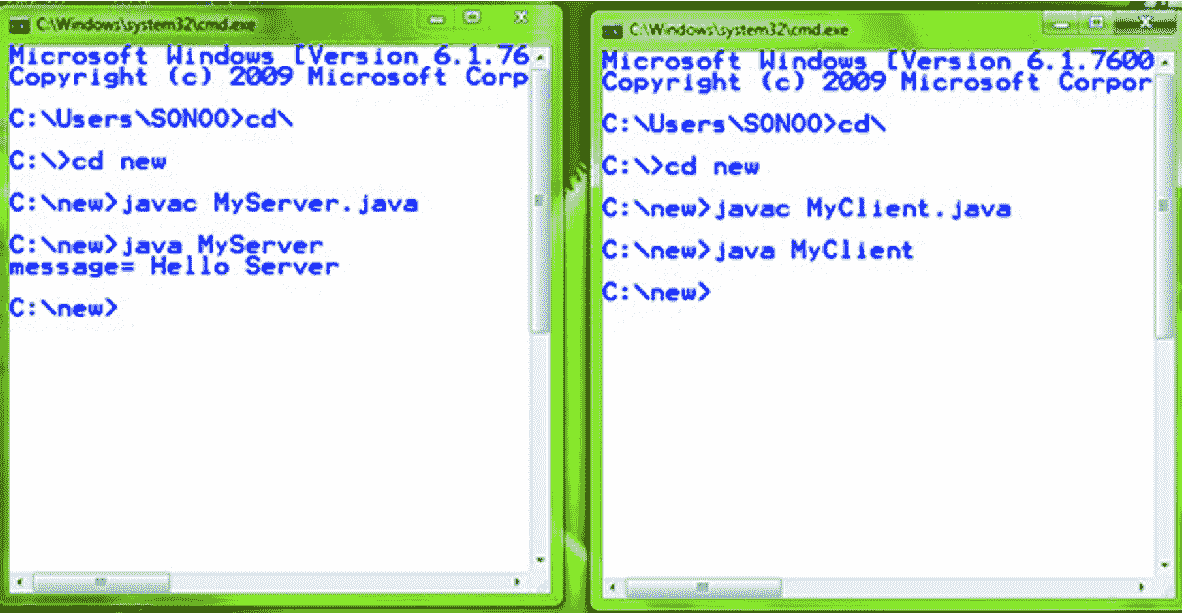 C:\Windows\system32\cmd.exe
Microsoft Windows [Version 6.1.76
Copyright (c) 2009 Microsoft Corp
C:\Users\SONOO>cd\
C:\>cd new
C:\new>javac MyServer.java
C:\new>java MyServer
message= Hello Server
C:\new>
C:\Windows\system32\cmd.exe
Microsoft Windows [Version 6.1.7600
Copyright (c) 2009 Microsoft Corpor
C:\Users\SONOO>cd\
C:\>cd new
C:\new>javac MyClient.java
C:\new>java MyClient
C:\new>